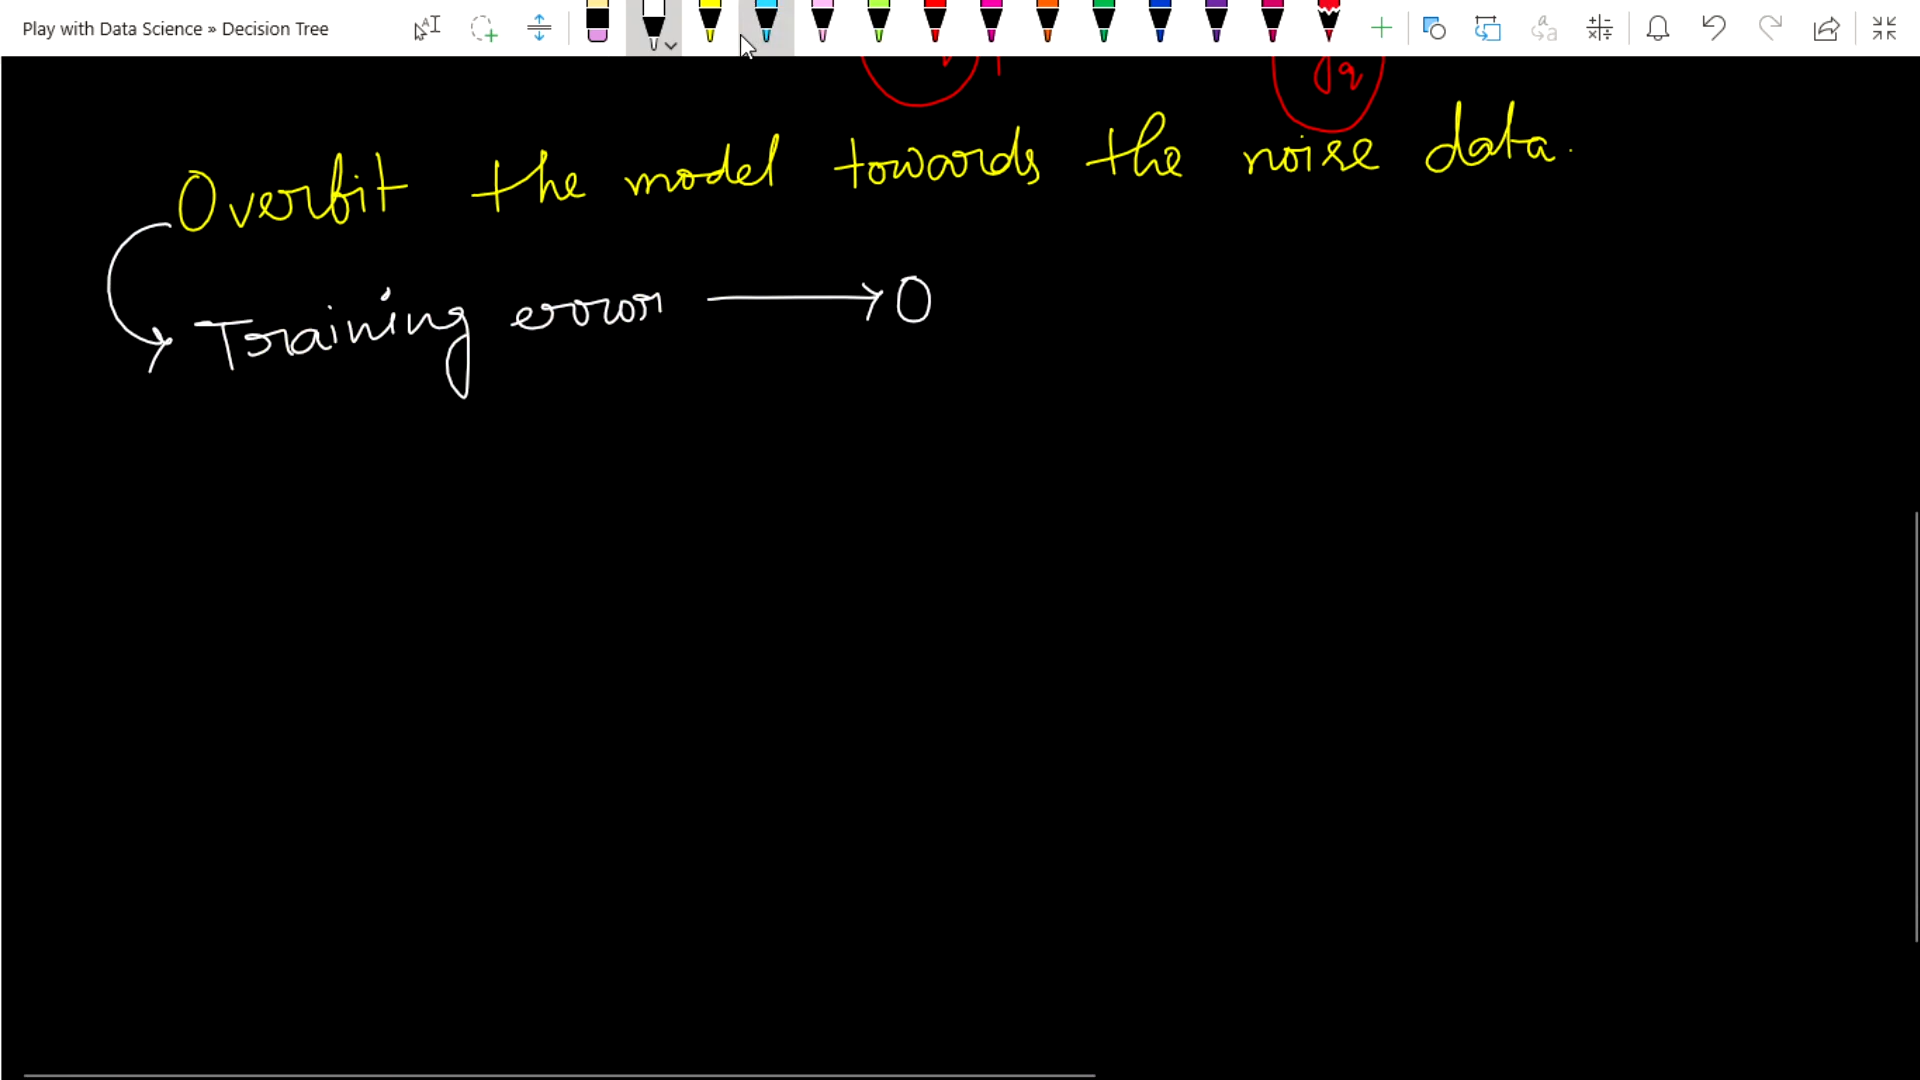 Play with Data Science » Decision Tree
Overfit the model towards the noise data.
Training error → 0